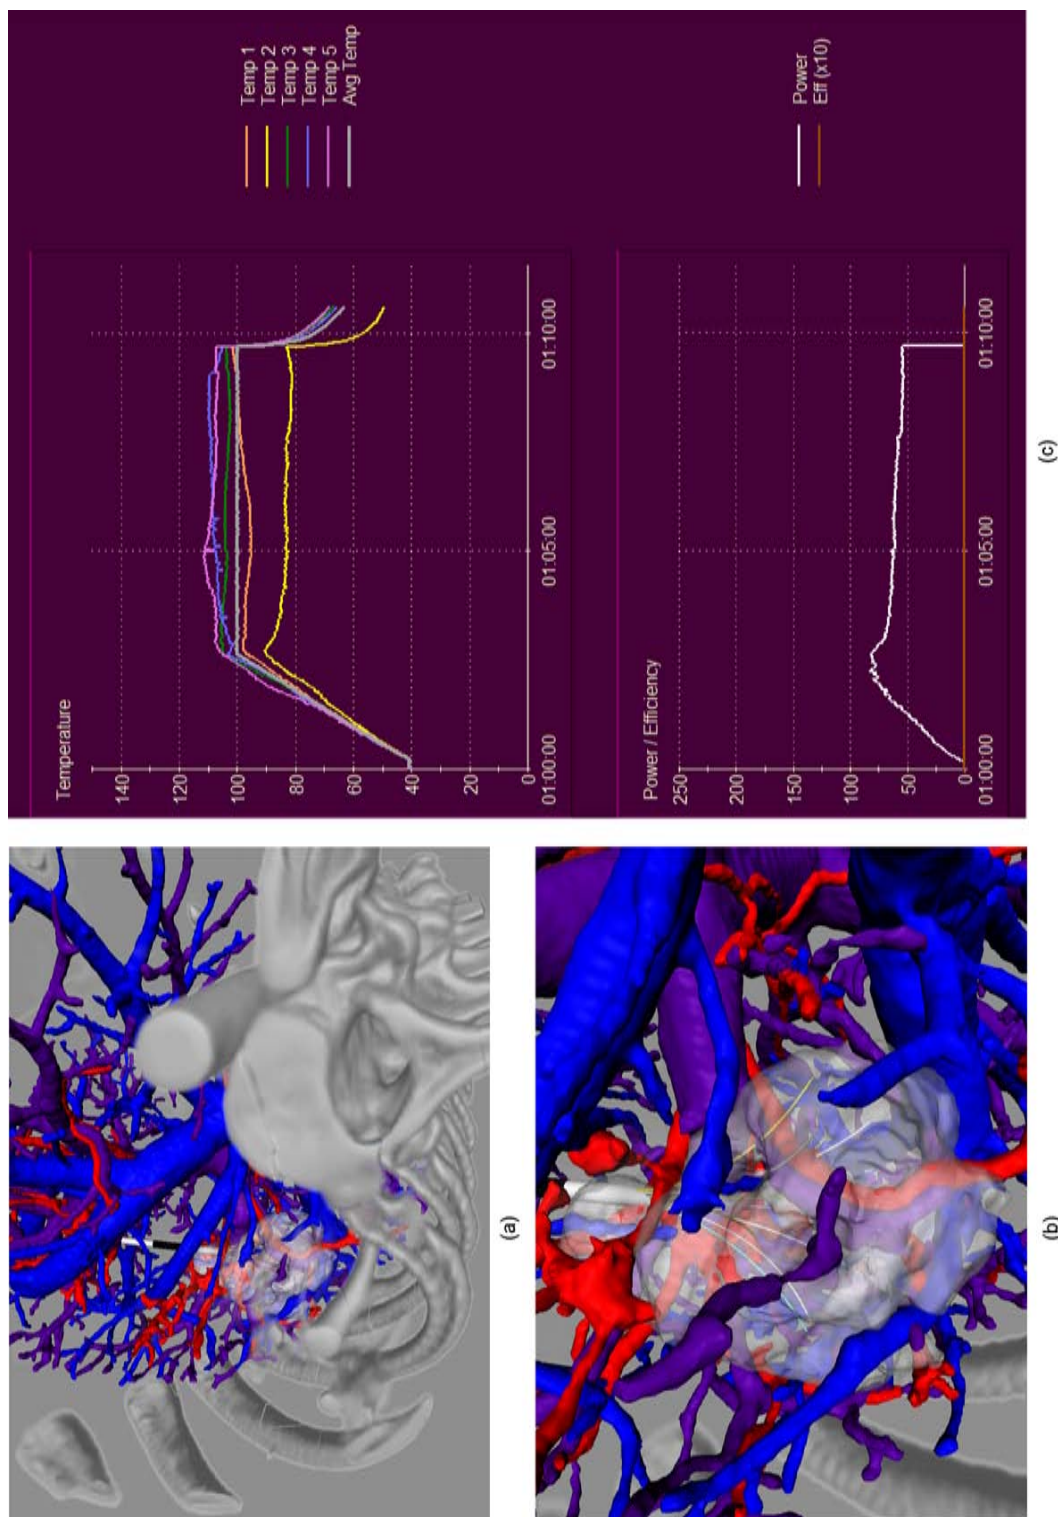 (a)
(b)
Temperature
140
120
100
80
60
40
20
0
01:00:00
01:05:00
01:10:00
Temp 1
Temp 2
Temp 3
Temp 4
Temp 5
Avg Temp
Power / Efficiency
250
200
150
100
50
0
01:00:00
01:05:00
01:10:00
Power
Eff (x10)
(c)